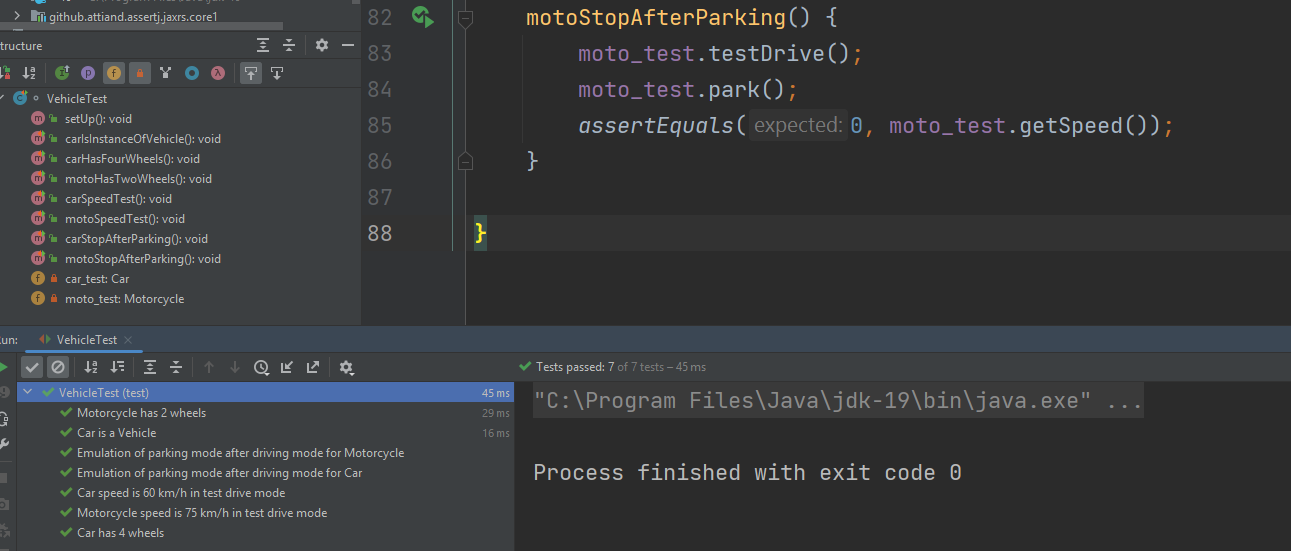 github.attiand.assertj.jaxrs.core1
tructure
VehicleTest
setUp(): void
carIsInstanceOfVehicle(): void
carHasFourWheels(): void
motoHasTwoWheels(): void
carSpeedTest(): void
motoSpeedTest(): void
carStopAfterParking(): void
motoStopAfterParking(): void
car_test: Car
moto_test: Motorcycle
82 motoStopAfterParking() {
83 moto_test.testDrive();
84 moto_test.park();
85 assertEquals( expected: 0, moto_test.getSpeed());
86 }
87
88 }
un: VehicleTest
Tests passed: 7 of 7 tests – 45 ms
VehicleTest (test) 45 ms
Motorcycle has 2 wheels 29 ms
Car is a Vehicle 16 ms
Emulation of parking mode after driving mode for Motorcycle
Emulation of parking mode after driving mode for Car
Car speed is 60 km/h in test drive mode
Motorcycle speed is 75 km/h in test drive mode
Car has 4 wheels
"C:\Program Files\Java\jdk-19\bin\java.exe" ...
Process finished with exit code 0